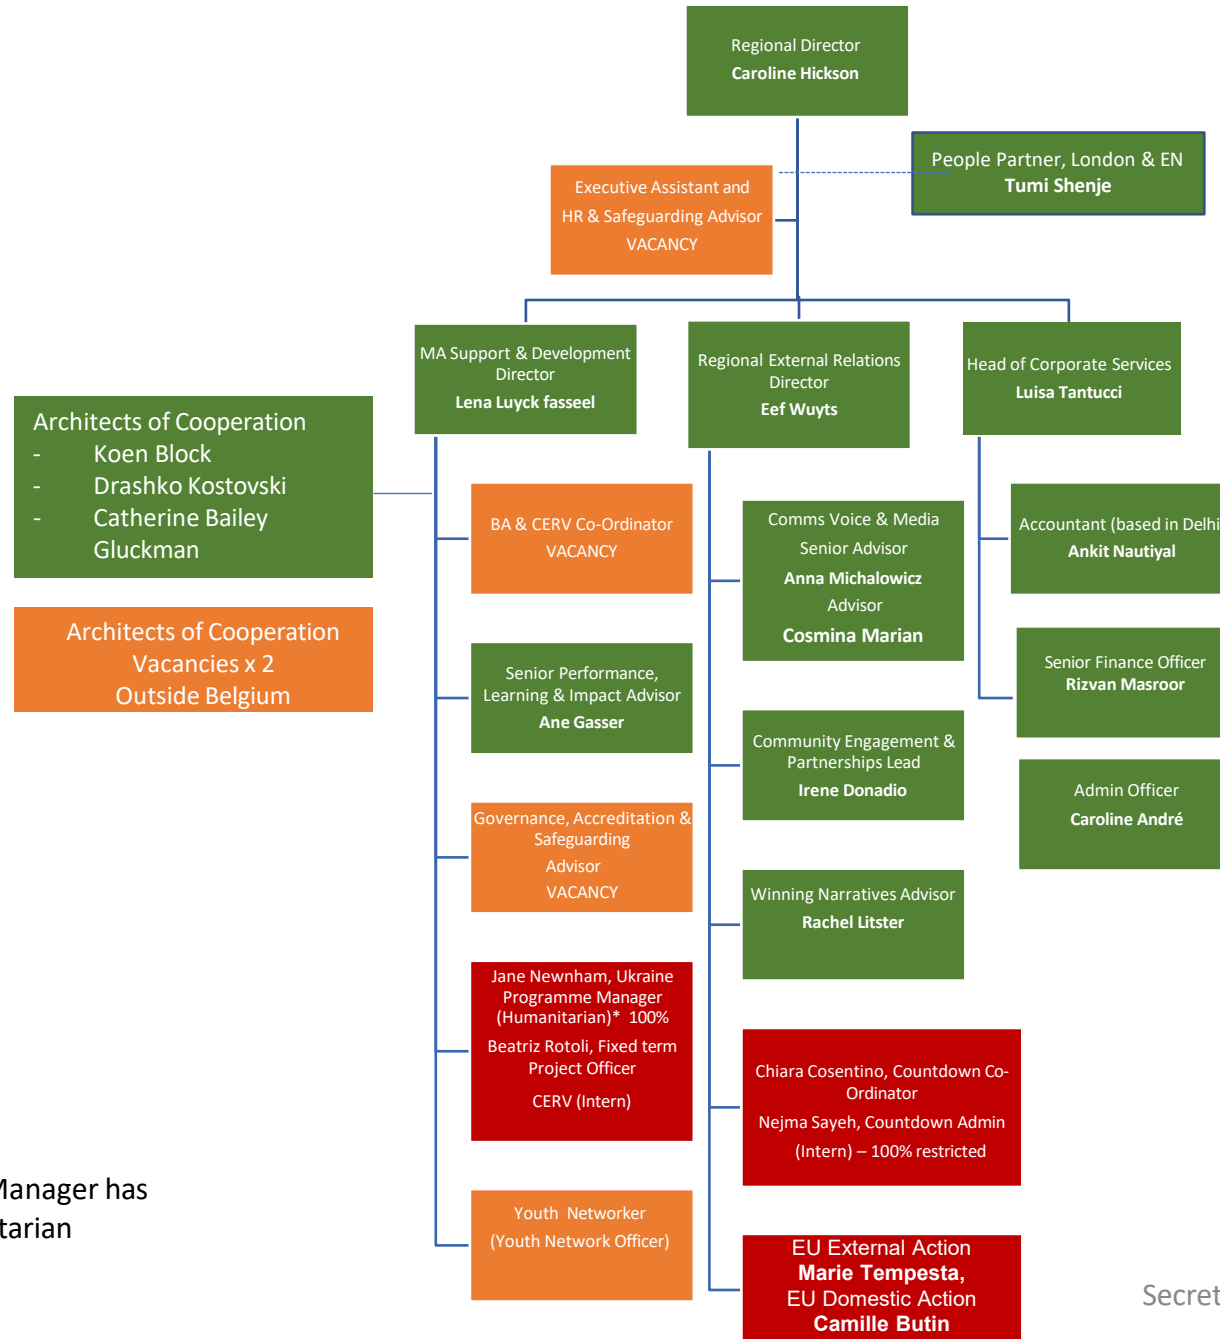 Regional Director
Caroline Hickson
People Partner, London & EN
Tumi Shenje
Executive Assistant and
HR & Safeguarding Advisor
VACANCY
MA Support & Development
Director
Lena Luyck fasseel
Regional External Relations
Director
Eef Wuyts
Head of Corporate Services
Luisa Tantucci
Architects of Cooperation
- Koen Block
- Drashko Kostovski
- Catherine Bailey
Gluckman
Architects of Cooperation
Vacancies x 2
Outside Belgium
BA & CERV Co-Ordinator
VACANCY
Senior Performance,
Learning & Impact Advisor
Ane Gasser
Governance, Accreditation &
Safeguarding
Advisor
VACANCY
Jane Newnham, Ukraine
Programme Manager
(Humanitarian)* 100%
Beatriz Rotoli, Fixed term
Project Officer
CERV (Intern)
Youth Networker
(Youth Network Officer)
Comms Voice & Media
Senior Advisor
Anna Michalowicz
Advisor
Cosmina Marian
Community Engagement &
Partnerships Lead
Irene Donadio
Winning Narratives Advisor
Rachel Litster
Chiara Cosentino, Countdown Co-
Ordinator
Nejma Sayeh, Countdown Admin
(Intern) – 100% restricted
EU External Action
Marie Tempesta,
EU Domestic Action
Camille Butin
Accountant (based in Delhi
Ankit Nautiyal
Senior Finance Officer
Rizvan Masroor
Admin Officer
Caroline André
Manager has
tarian
Secret